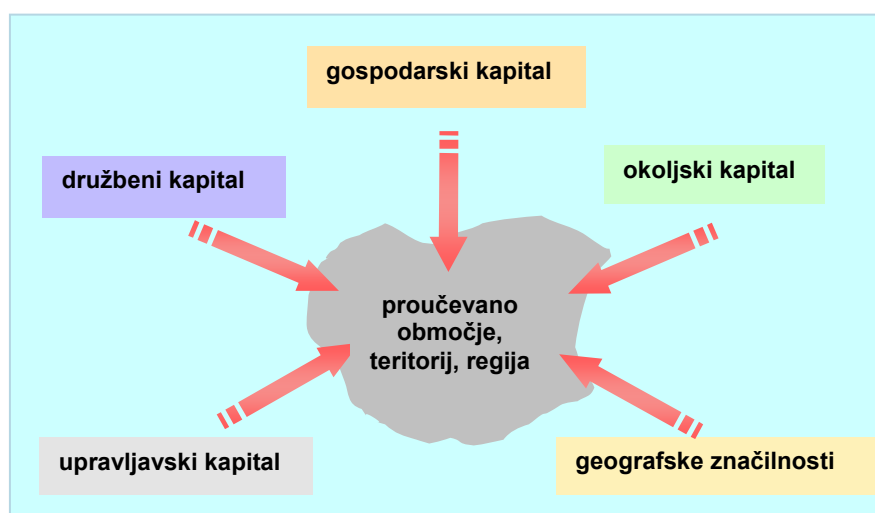 gospodarski kapital
družbeni kapital
okoljski kapital
proučevano
območje,
teritorij, regija
upravljavski kapital
geografske značilnosti